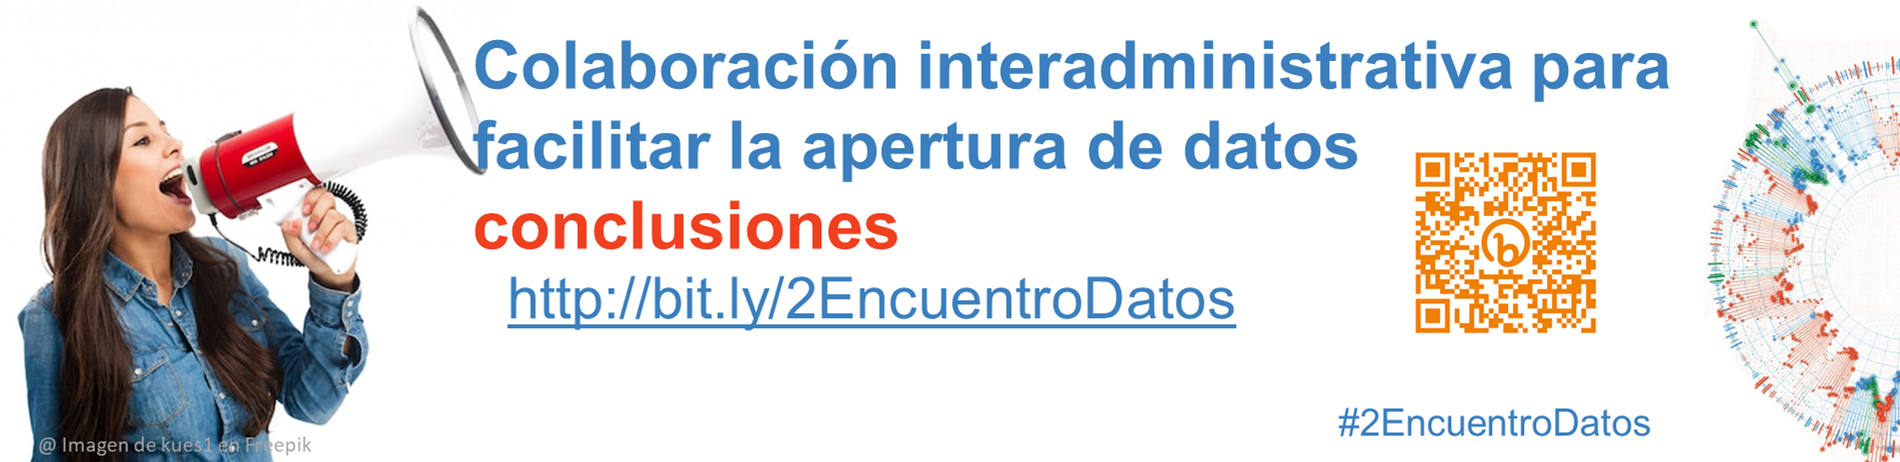 Colaboración interadministrativa para
facilitar la apertura de datos
conclusiones
http://bit.ly/2EncuentroDatos
#2EncuentroDatos
@ Imagen de kues1 en Freepik